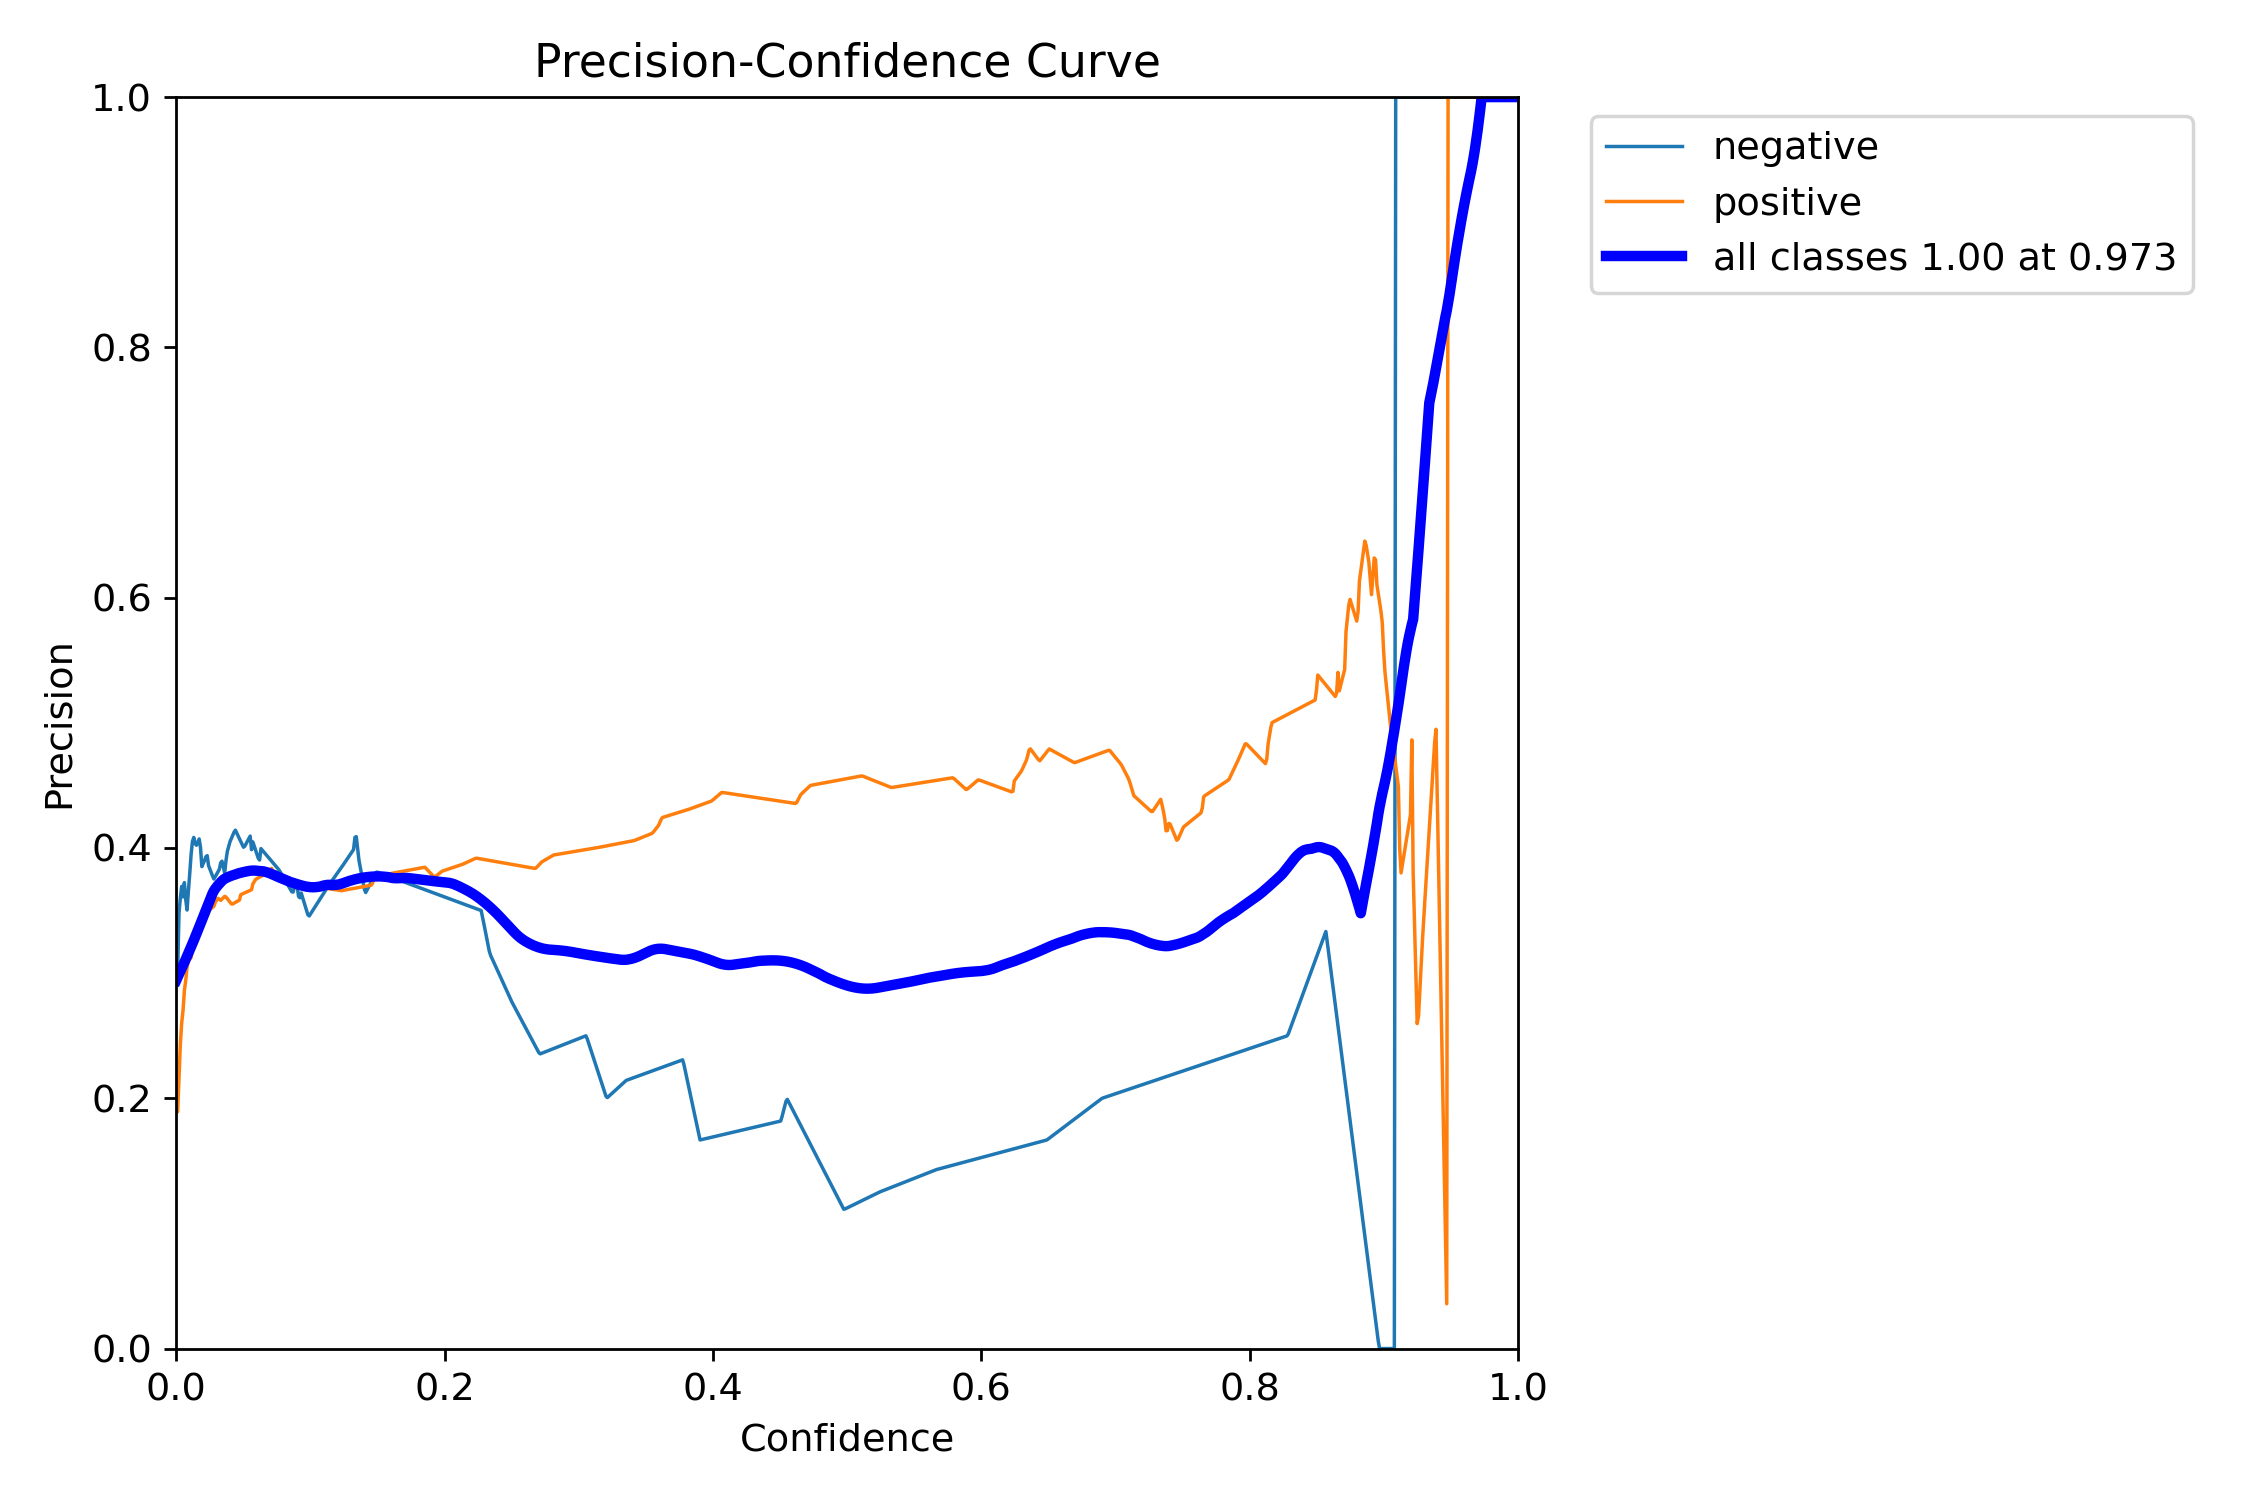 Precision-Confidence Curve
1.0
0.8
0.6
0.4
0.2
0.0
Precision
0.0 0.2 0.4 0.6 0.8 1.0
Confidence
negative
positive
all classes 1.00 at 0.973